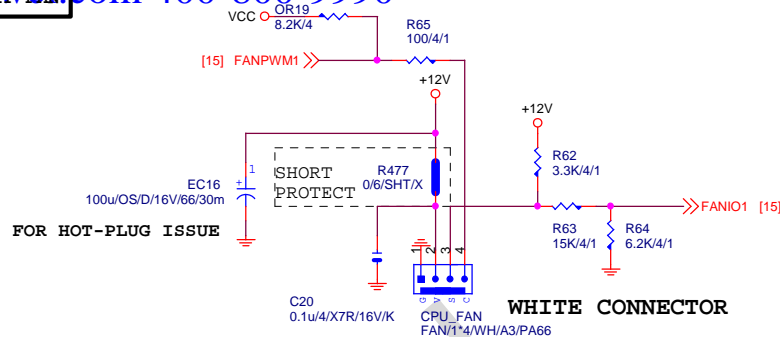 VCC
OR19
8.2K/4
R65
100/4/1
[15] FANPWM1
+12V
+12V
R62
3.3K/4/1
SHORT
PROTECT
R477
0/6/SHT/X
EC16
100u/OS/D/16V/66/30m
1
+
FANIO1 [15]
R63
15K/4/1
R64
6.2K/4/1
FOR HOT-PLUG ISSUE
1
2
3
4
G
V
S
C
C20
0.1u/4/X7R/16V/K
CPU_FAN
FAN/1*4/WH/A3/PA66
WHITE CONNECTOR